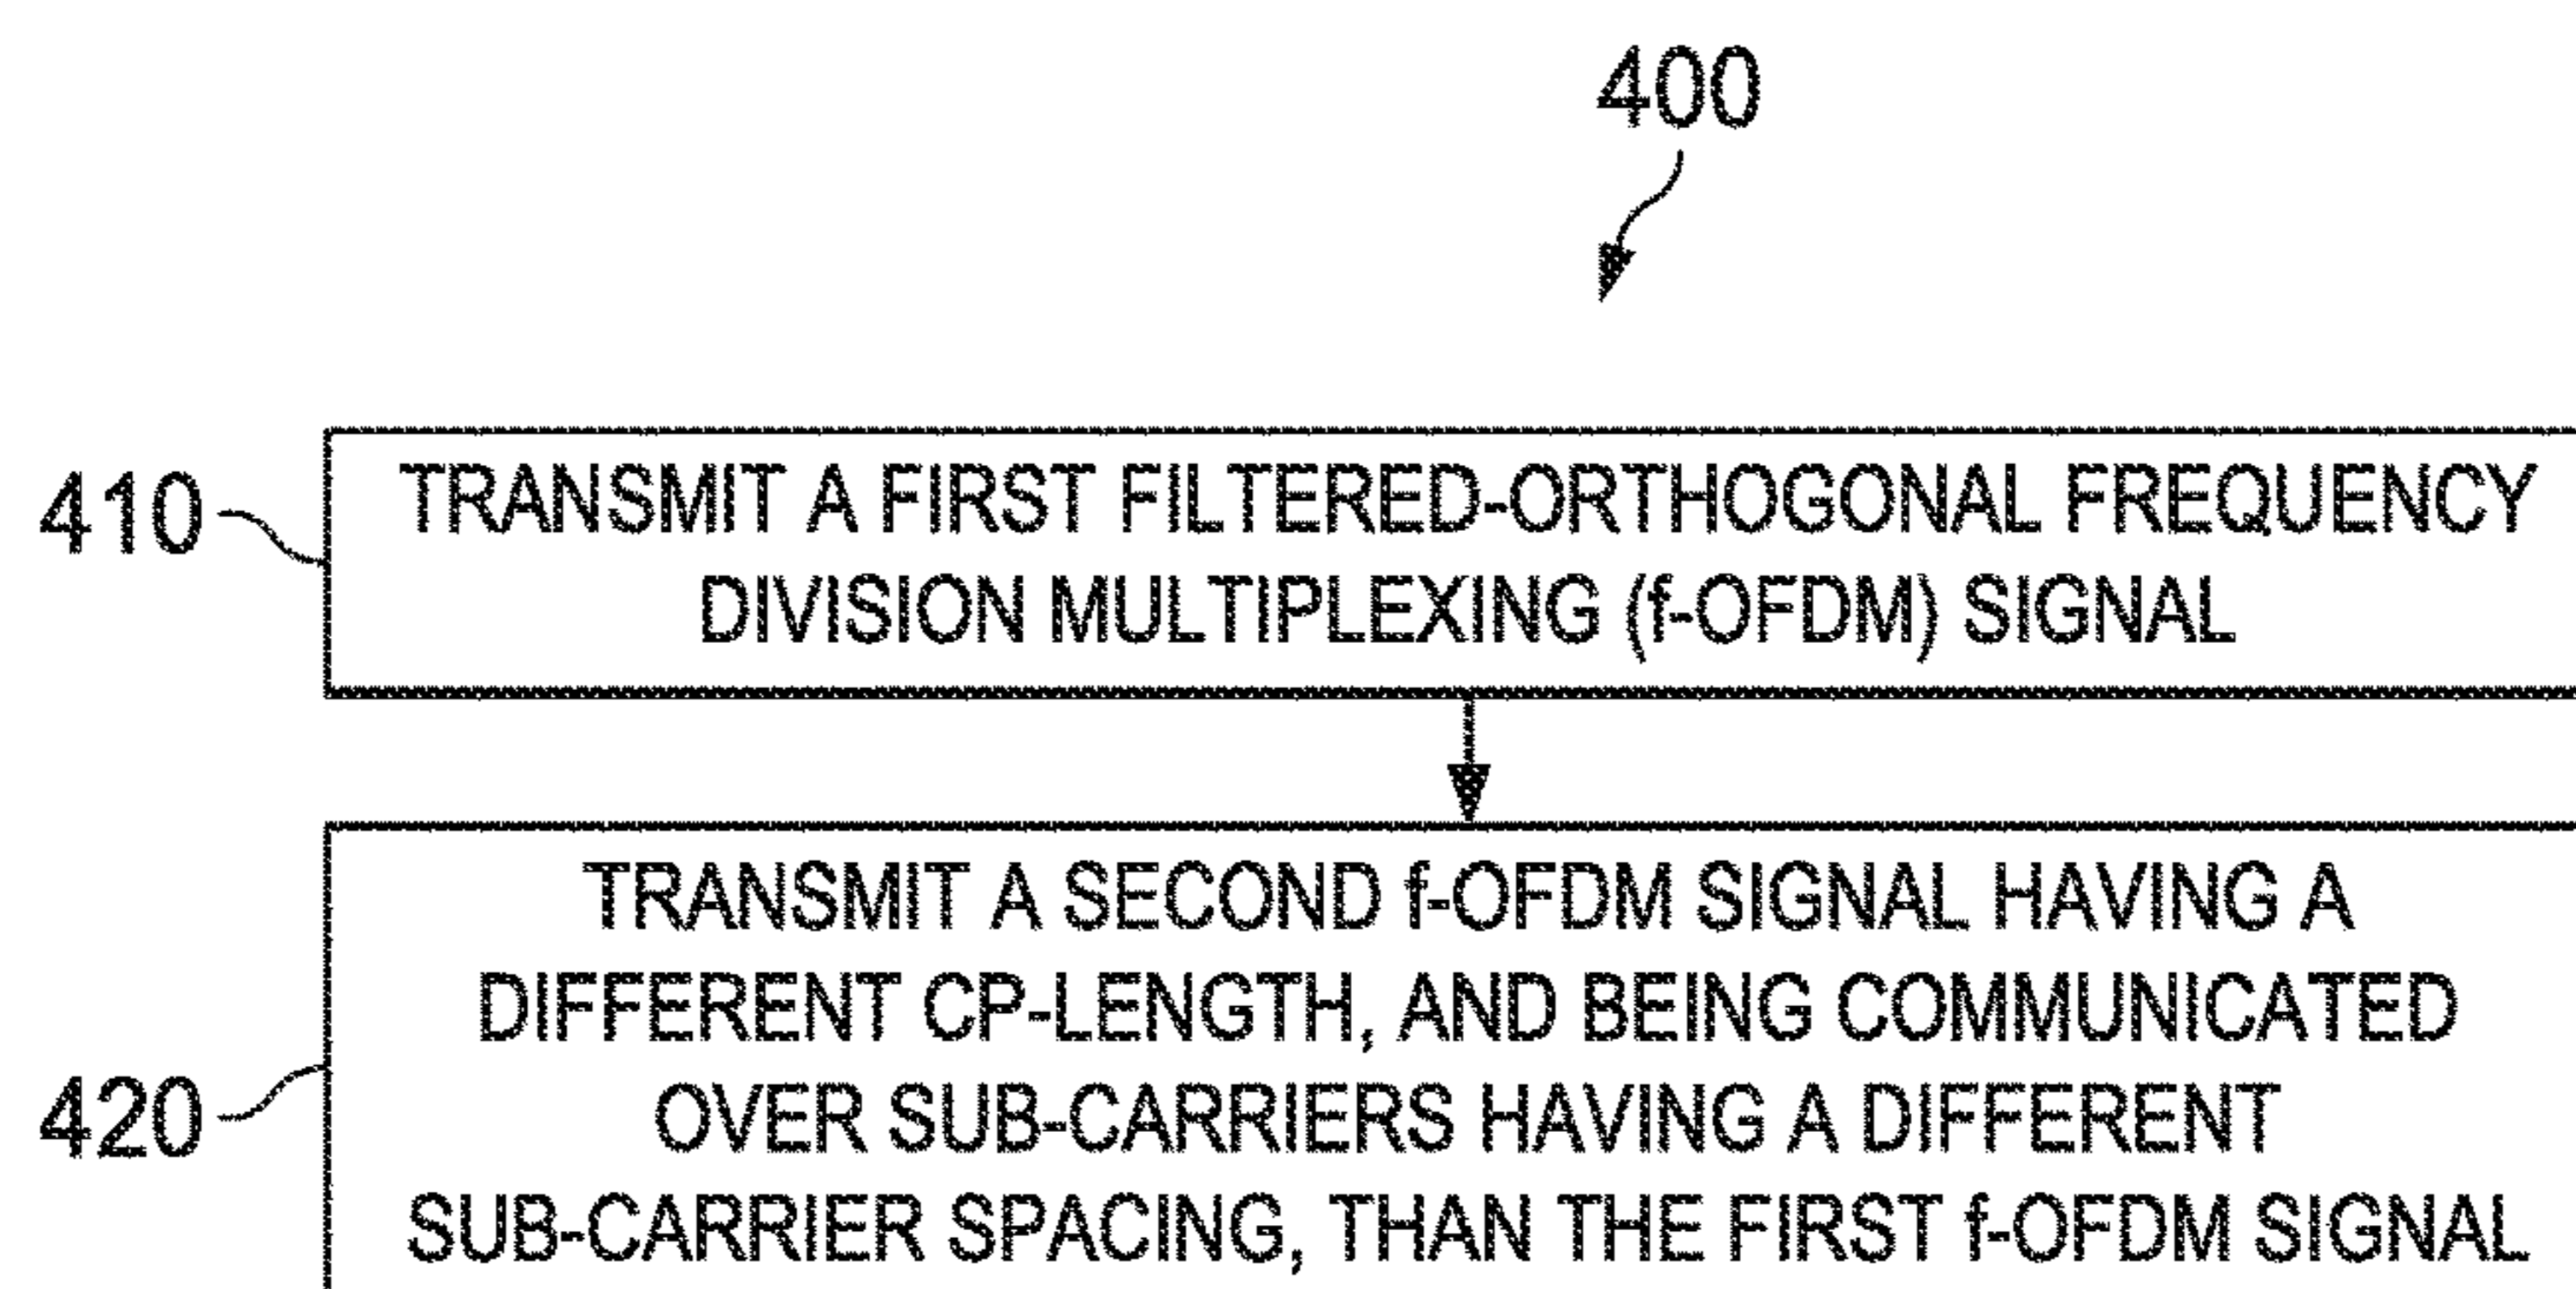 400
410
TRANSMIT A FIRST FILTERED-ORTHOGONAL FREQUENCY
DIVISION MULTIPLEXING (f-OFDM) SIGNAL
TRANSMIT A SECOND f-OFDM SIGNAL HAVING A
DIFFERENT CP-LENGTH, AND BEING COMMUNICATED
420
OVER SUB-CARRIERS HAVING A DIFFERENT
SUB-CARRIER SPACING, THAN THE FIRST f-OFDM SIGNAL